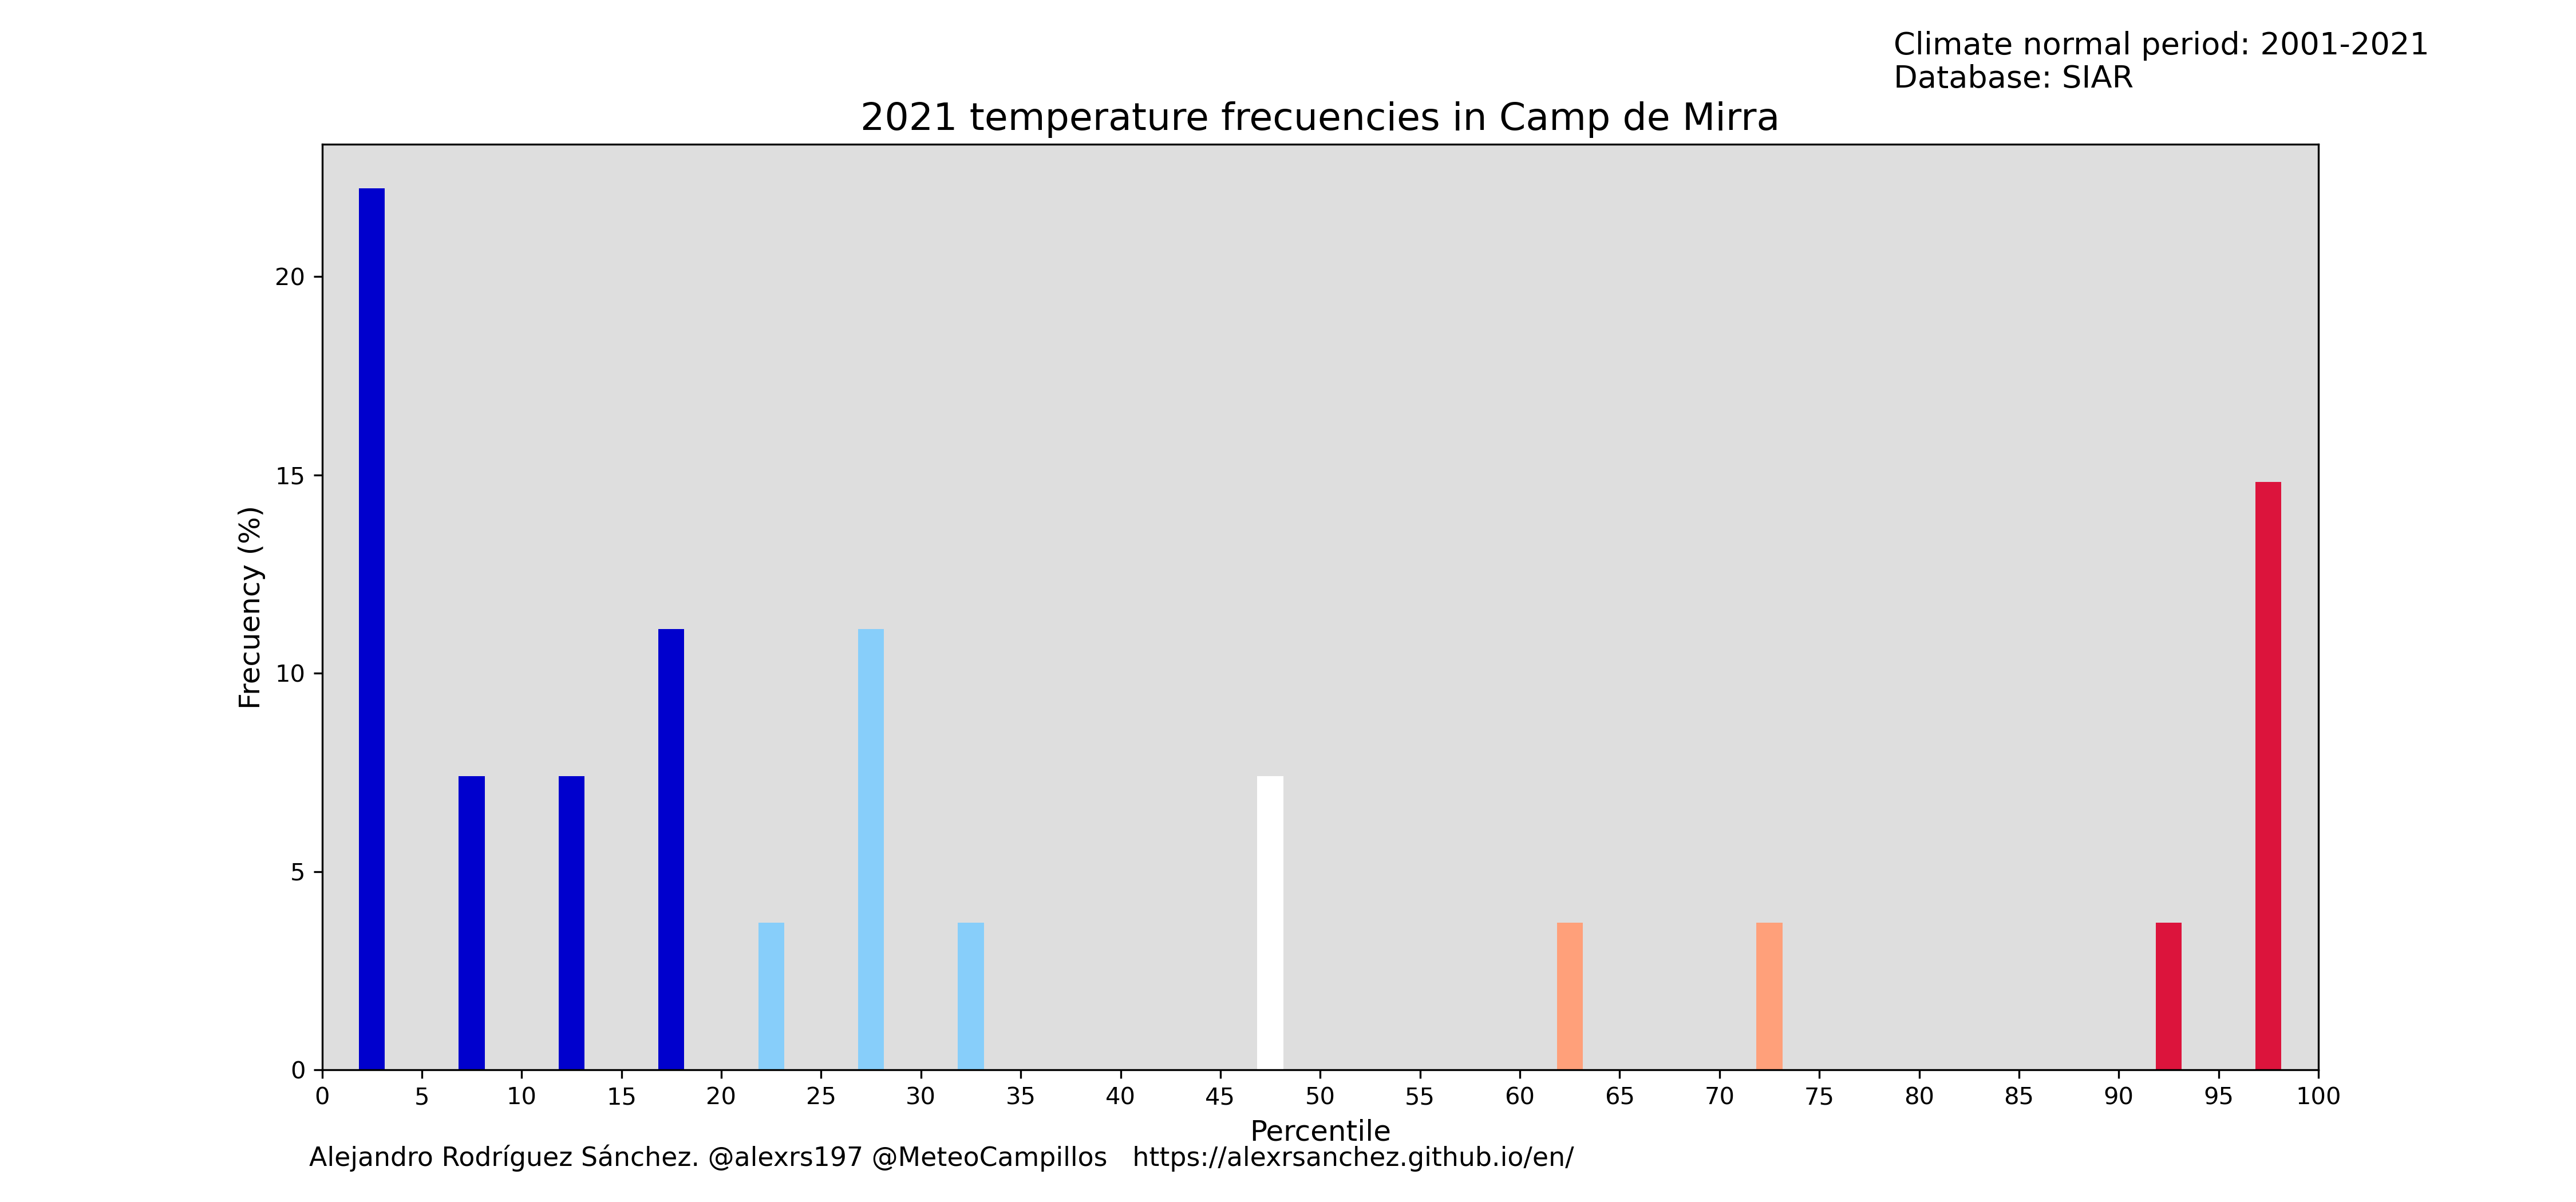 Climate normal period: 2001-2021
Database: SIAR
2021 temperature frecuencies in Camp de Mirra
Frecuency (%)
20
15
10
5
0
0 5 10 15 20 25 30 35 40 45 50 55 60 65 70 75 80 85 90 95 100
Percentile
Alejandro Rodríguez Sánchez. @alexrs197 @MeteoCampillos https://alexrsanchez.github.io/en/